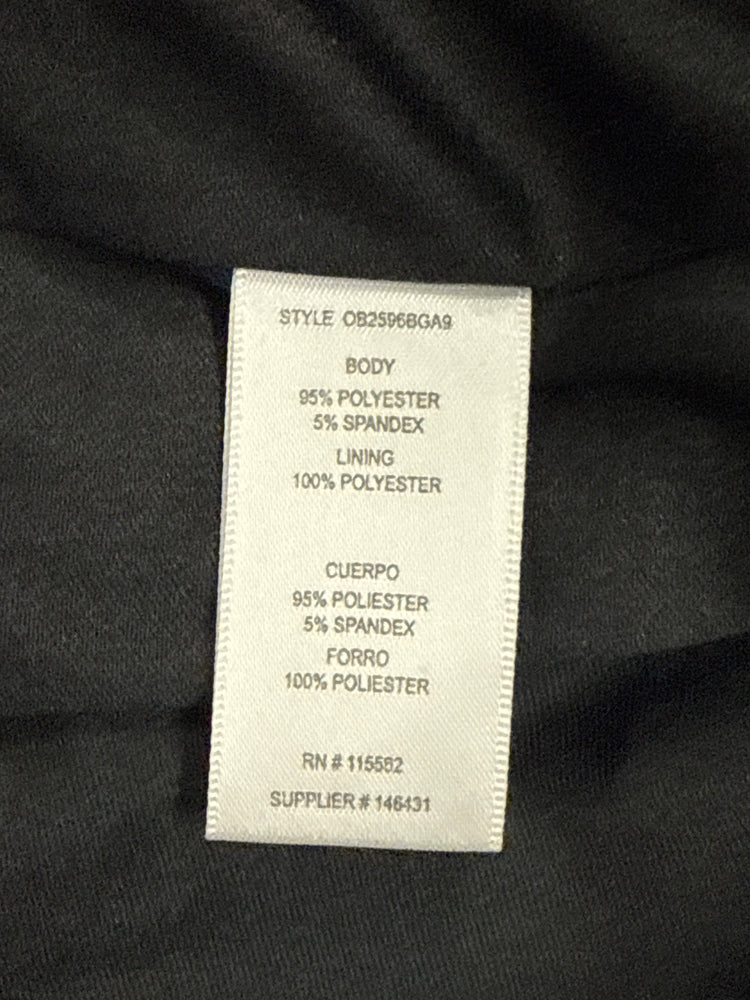 STYLE OB2596BGA9
BODY
95% POLYESTER
5% SPANDEX
LINING
100% POLYESTER
CUERPO
95% POLIESTER
5% SPANDEX
FORRO
100% POLIESTER
RN # 115582
SUPPLIER # 146431